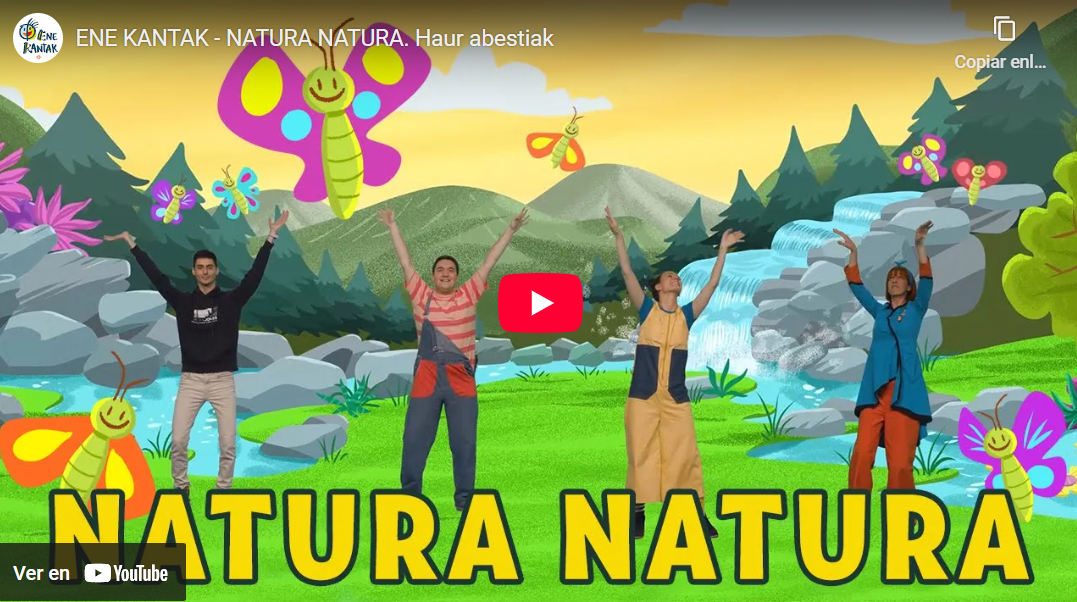 ENE
KANTAK
ENE KANTAK - NATURA NATURA. Haur abestiak
Copiar enl...
NATURA NATURA
Ver en YouTube